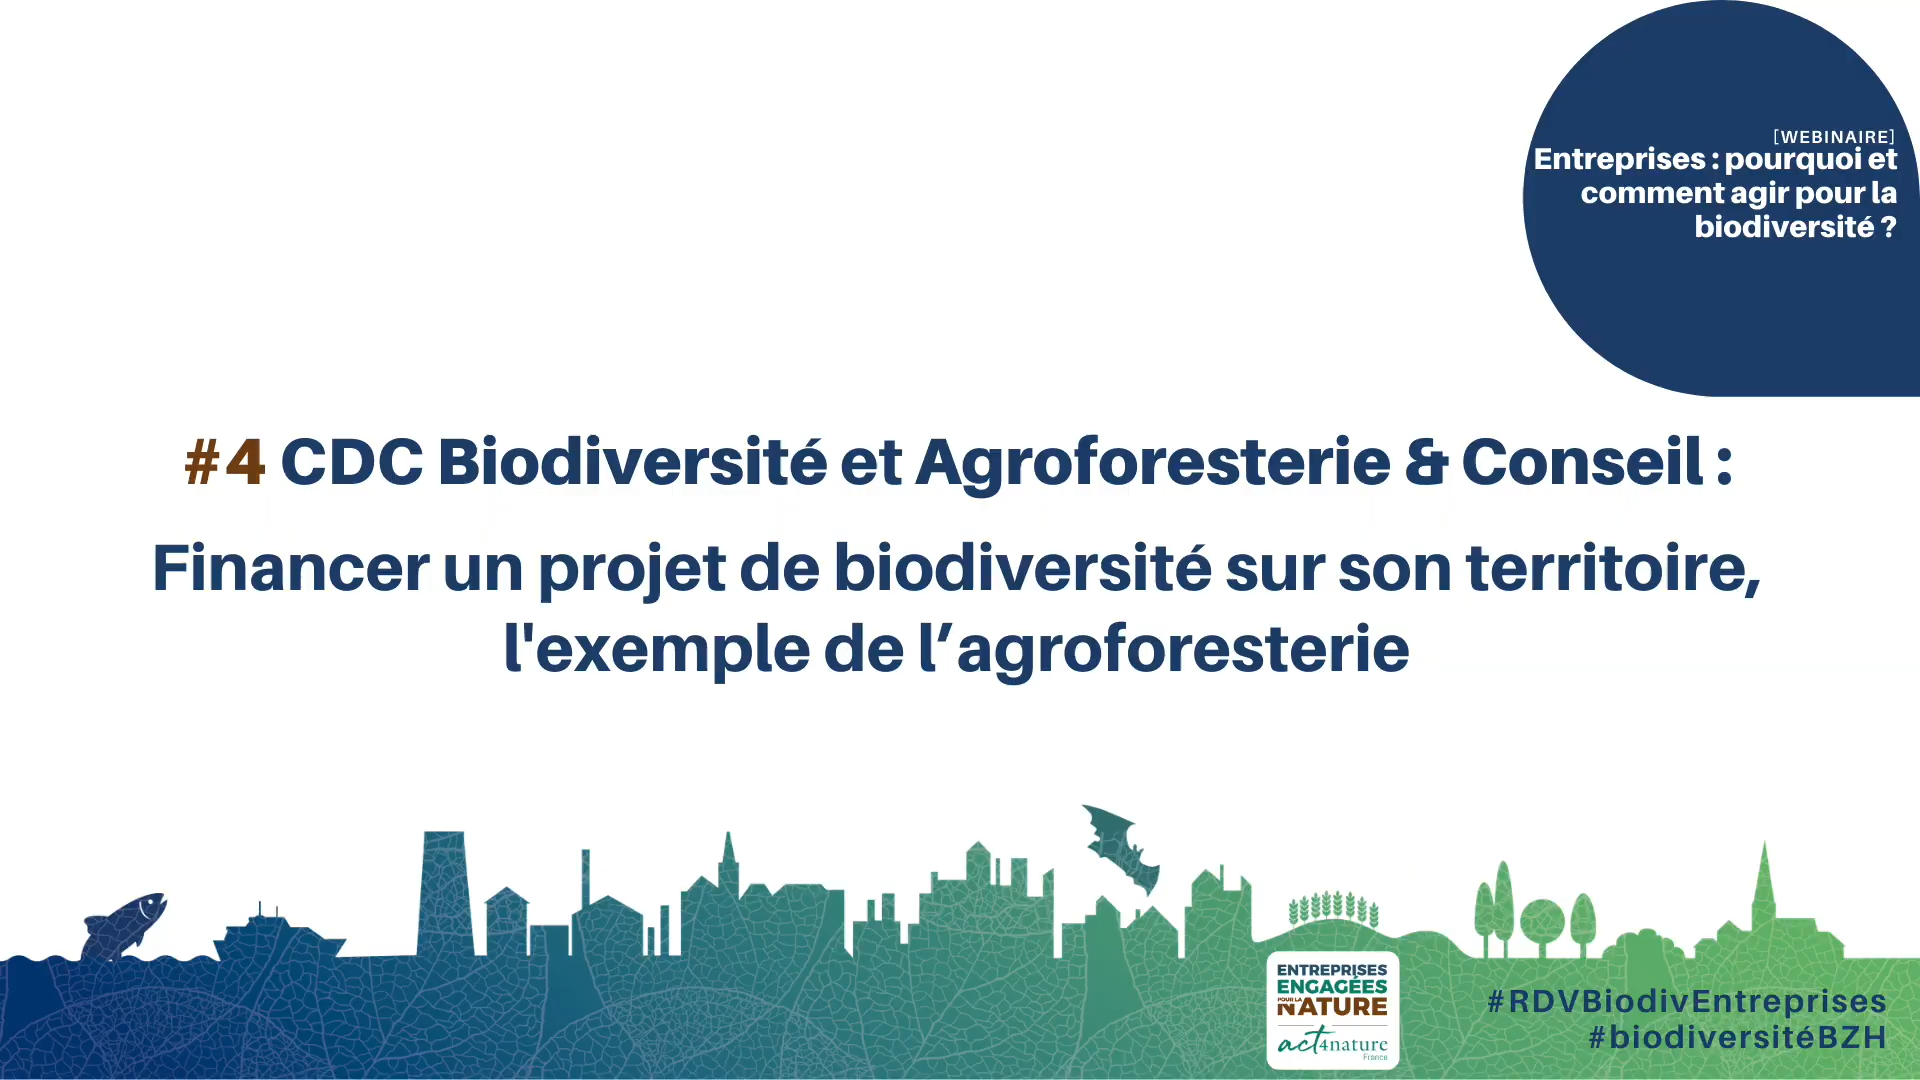 [WEBINAIRE]
Entreprises : pourquoi et
comment agir pour la
biodiversité ?
#4 CDC Biodiversité et Agroforesterie & Conseil :
Financer un projet de biodiversité sur son territoire,
l'exemple de l’agroforesterie
ENTREPRISES
ENGAGÉES
POUR LA
NATURE
act4nature
France
#RDVBiodivEntreprises
#biodiversitéBZH